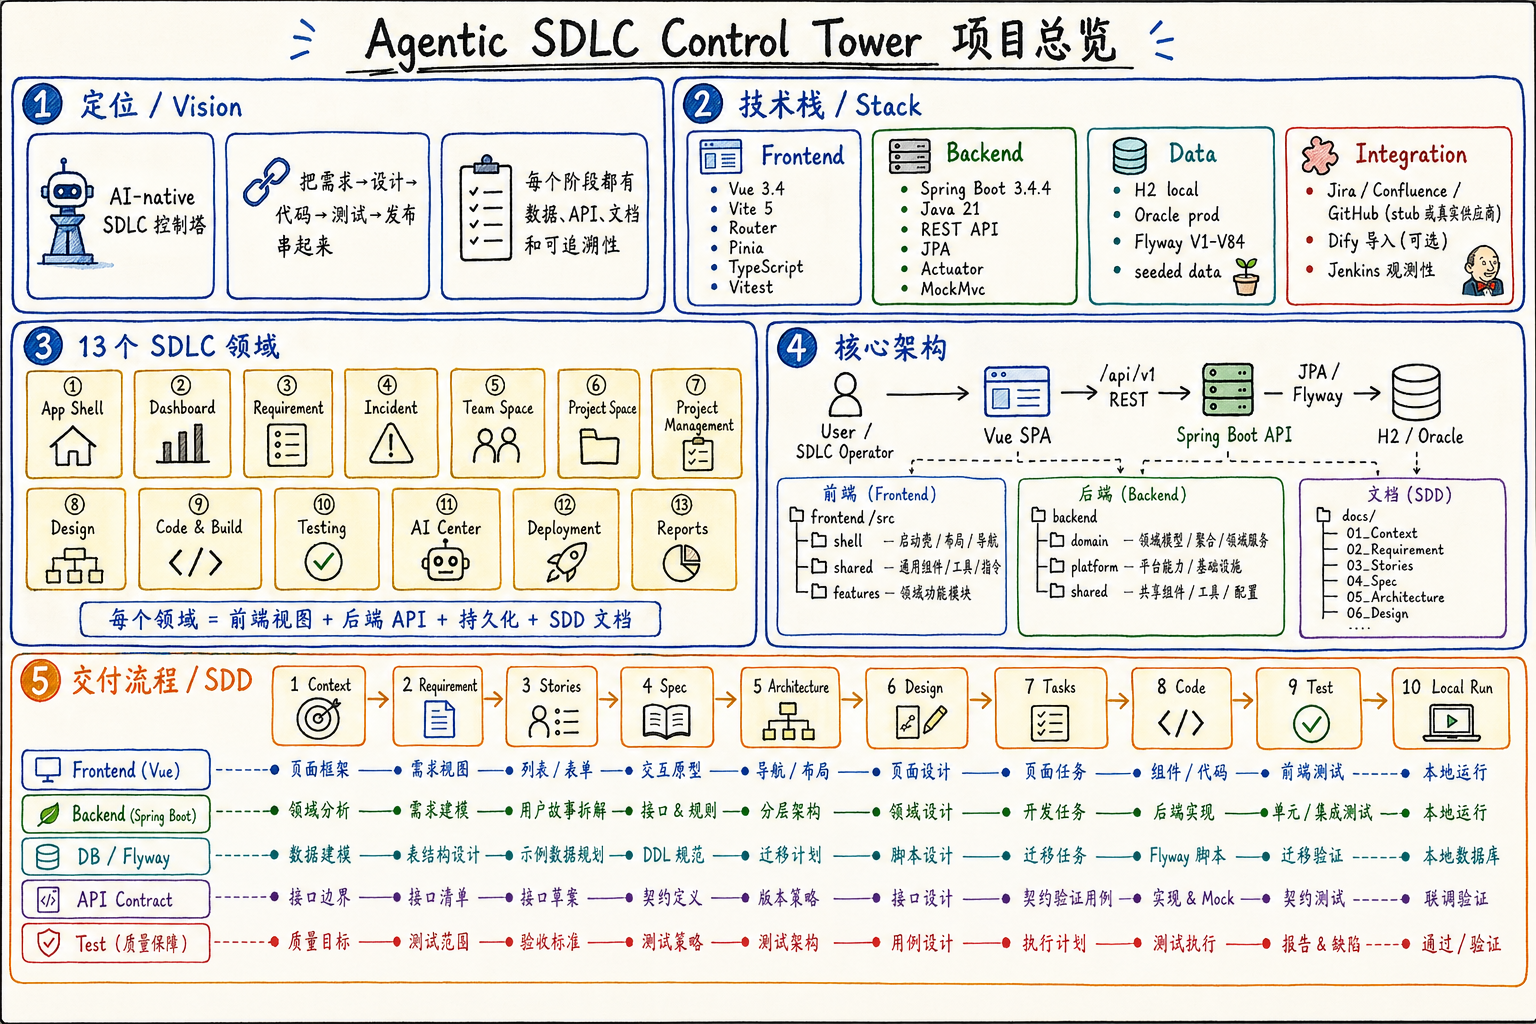 Agentic SDLC Control Tower 项目总览
1 定位 / Vision
AI-native
SDLC 控制塔
把需求→设计→
代码→测试→发布
串起来
每个阶段都有
数据、API、文档
和可追溯性
2 技术栈 / Stack
Frontend
• Vue 3.4
• Vite 5
• Router
• Pinia
• TypeScript
• Vitest
Backend
• Spring Boot 3.4.4
• Java 21
• REST API
• JPA
• Actuator
• MockMvc
Data
• H2 local
• Oracle prod
• Flyway V1-V84
• seeded data
Integration
• Jira / Confluence /
GitHub (stub 或真实供应商)
• Dify 导入 (可选)
• Jenkins 观测性
3 13个 SDLC 领域
① App Shell
② Dashboard
③ Requirement
④ Incident
⑤ Team Space
⑥ Project Space
⑦ Project
Management
⑧ Design
⑨ Code & Build
⑩ Testing
⑪ AI Center
⑫ Deployment
⑬ Reports
每个领域 = 前端视图 + 后端 API + 持久化 + SDD 文档
4 核心架构
User /
SDLC Operator
Vue SPA
/api/v1
REST
Spring Boot API
JPA /
Flyway
H2 / Oracle
前端 (Frontend)
frontend /src
shell — 启动壳 / 布局 / 导航
shared — 通用组件 / 工具 / 指令
features — 领域功能模块
后端 (Backend)
backend
domain — 领域模型 / 聚合 / 领域服务
platform — 平台能力 / 基础设施
shared — 共享组件 / 工具 / 配置
文档 (SDD)
docs/
01_Context
02_Requirement
03_Stories
04_Spec
05_Architecture
06_Design
....
5 交付流程 / SDD
1 Context
2 Requirement
3 Stories
4 Spec
5 Architecture
6 Design
7 Tasks
8 Code
9 Test
10 Local Run
Frontend (Vue) 页面框架 需求视图 列表 / 表单 交互原型 导航 / 布局 页面设计 页面任务 组件 / 代码 前端测试 本地运行
Backend (Spring Boot) 领域分析 需求建模 用户故事拆解 接口 & 规则 分层架构 领域设计 开发任务 后端实现 单元 / 集成测试 本地运行
DB / Flyway 数据建模 表结构设计 示例数据规划 DDL 规范 迁移计划 脚本设计 迁移任务 Flyway 脚本 迁移验证 本地数据库
API Contract 接口边界 接口清单 接口草案 契约定义 版本策略 接口设计 契约验证用例 实现 & Mock 契约测试 联调验证
Test (质量保障) 质量目标 测试范围 验收标准 测试策略 测试架构 用例设计 执行计划 测试执行 报告 & 缺陷 通过 / 验证